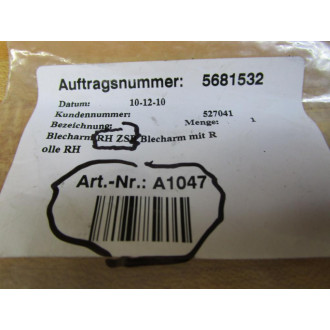 Auftragsnummer: 5681532
Datum: 10-12-10
Kundennummer: 527041
Bezeichnung: Menge: 1
Blecharm RH ZSB Blecharm mit R
olle RH
Art.-Nr.: A1047